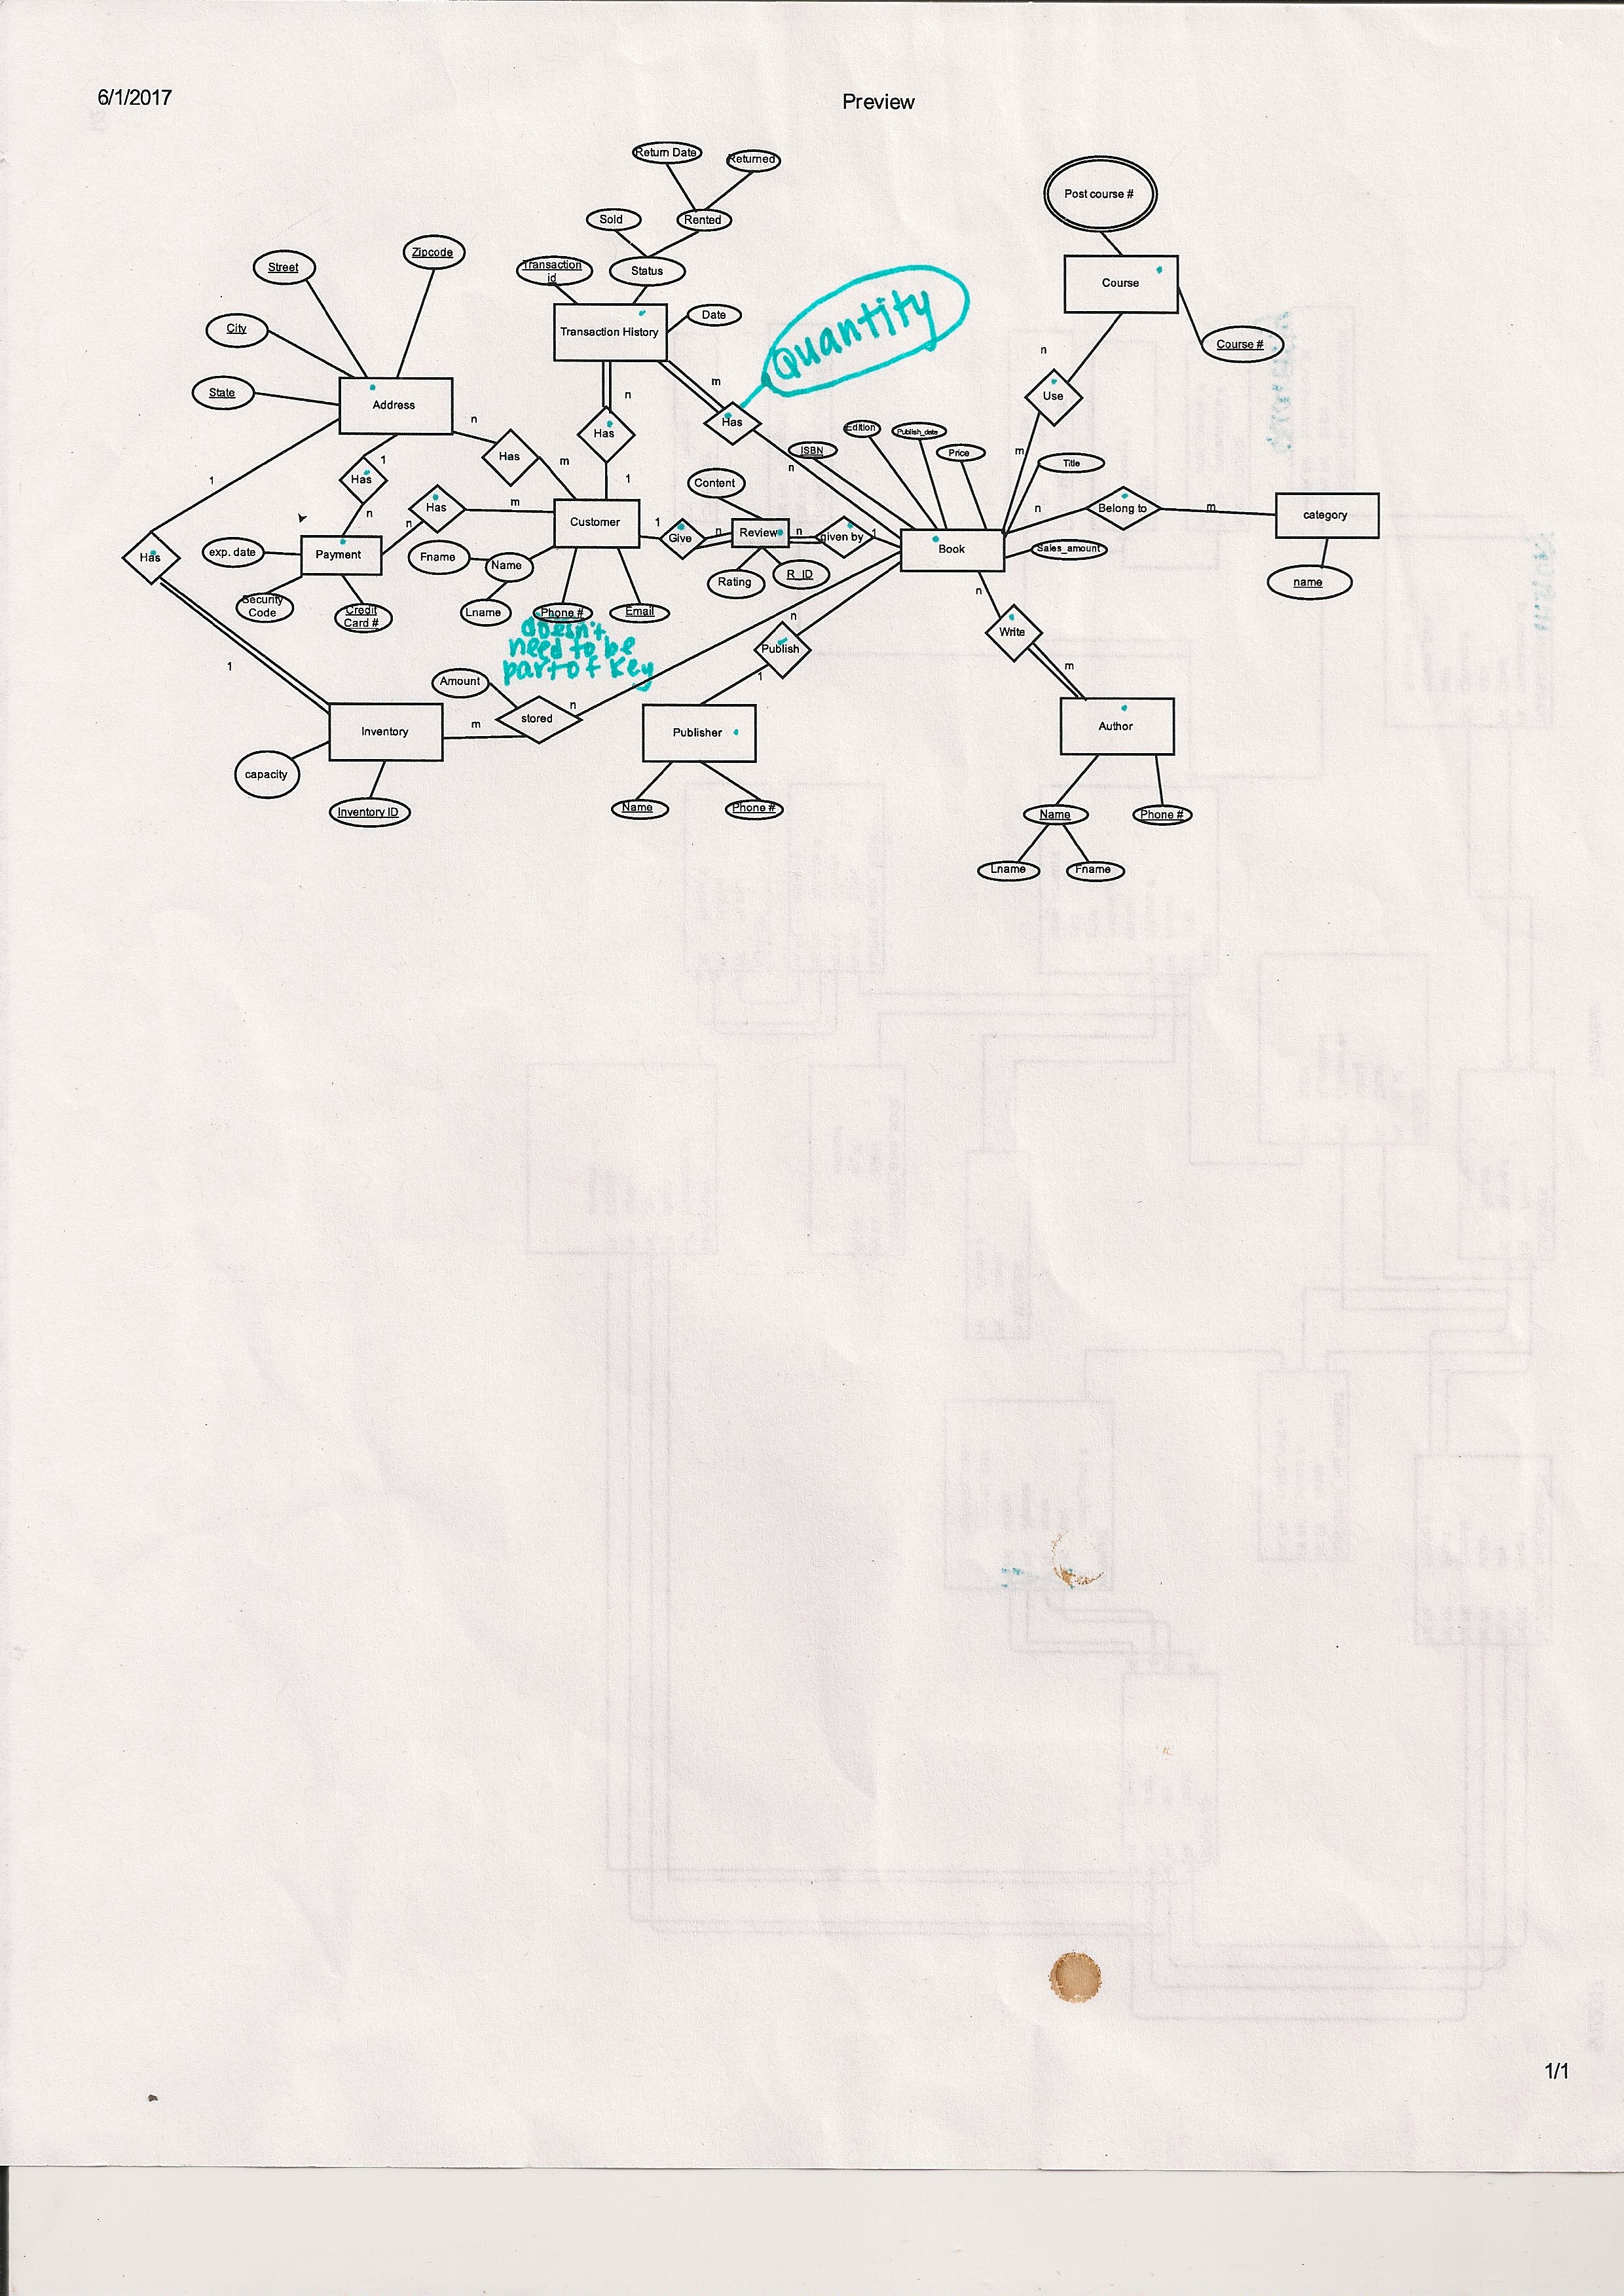 6/1/2017
Preview
Return Date
Returned
Post course #
Sold
Rented
Zipcode
Street
Transaction
id
Status
Course
Quantity
Date
City
Transaction History
Course #
n
State
m
n
Use
Address
n
Has
Edition
Publish_date
Has
ISBN
Price
m
Title
1
Has
m
n
1
Has
1
Content
n
Has
m
n
Belong to
m
category
n
n
Customer
1
Give
n
Review
n
given by
1
Book
Sales_amount
Has
exp. date
Payment
Fname
Name
Rating
R_ID
name
n
Security
Code
Credit
Card #
Lname
Phone #
Email
n
doesn't
need to be
part of key
Write
Publish
1
m
1
Amount
n
stored
m
Inventory
Publisher
Author
capacity
Inventory ID
Name
Phone #
Name
Phone #
Lname
Fname
1/1